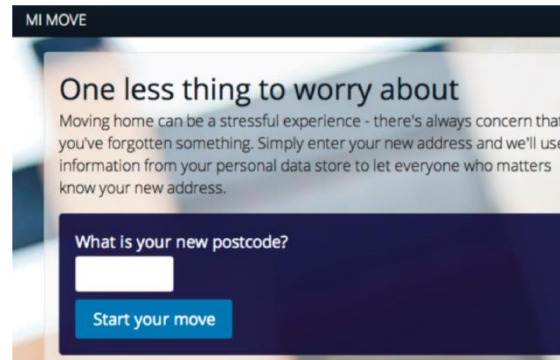 MI MOVE
One less thing to worry about
Moving home can be a stressful experience - there's always concern that
you've forgotten something. Simply enter your new address and we'll use
information from your personal data store to let everyone who matters
know your new address.
What is your new postcode?
Start your move